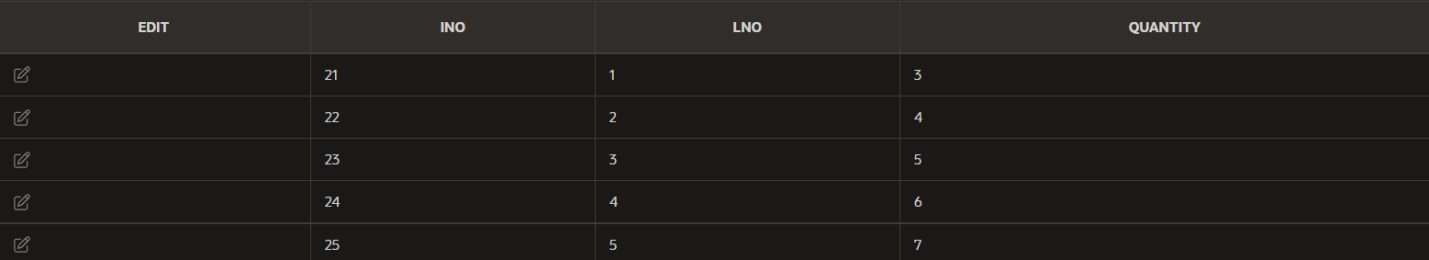 EDIT INO LNO QUANTITY
21 1 3
22 2 4
23 3 5
24 4 6
25 5 7